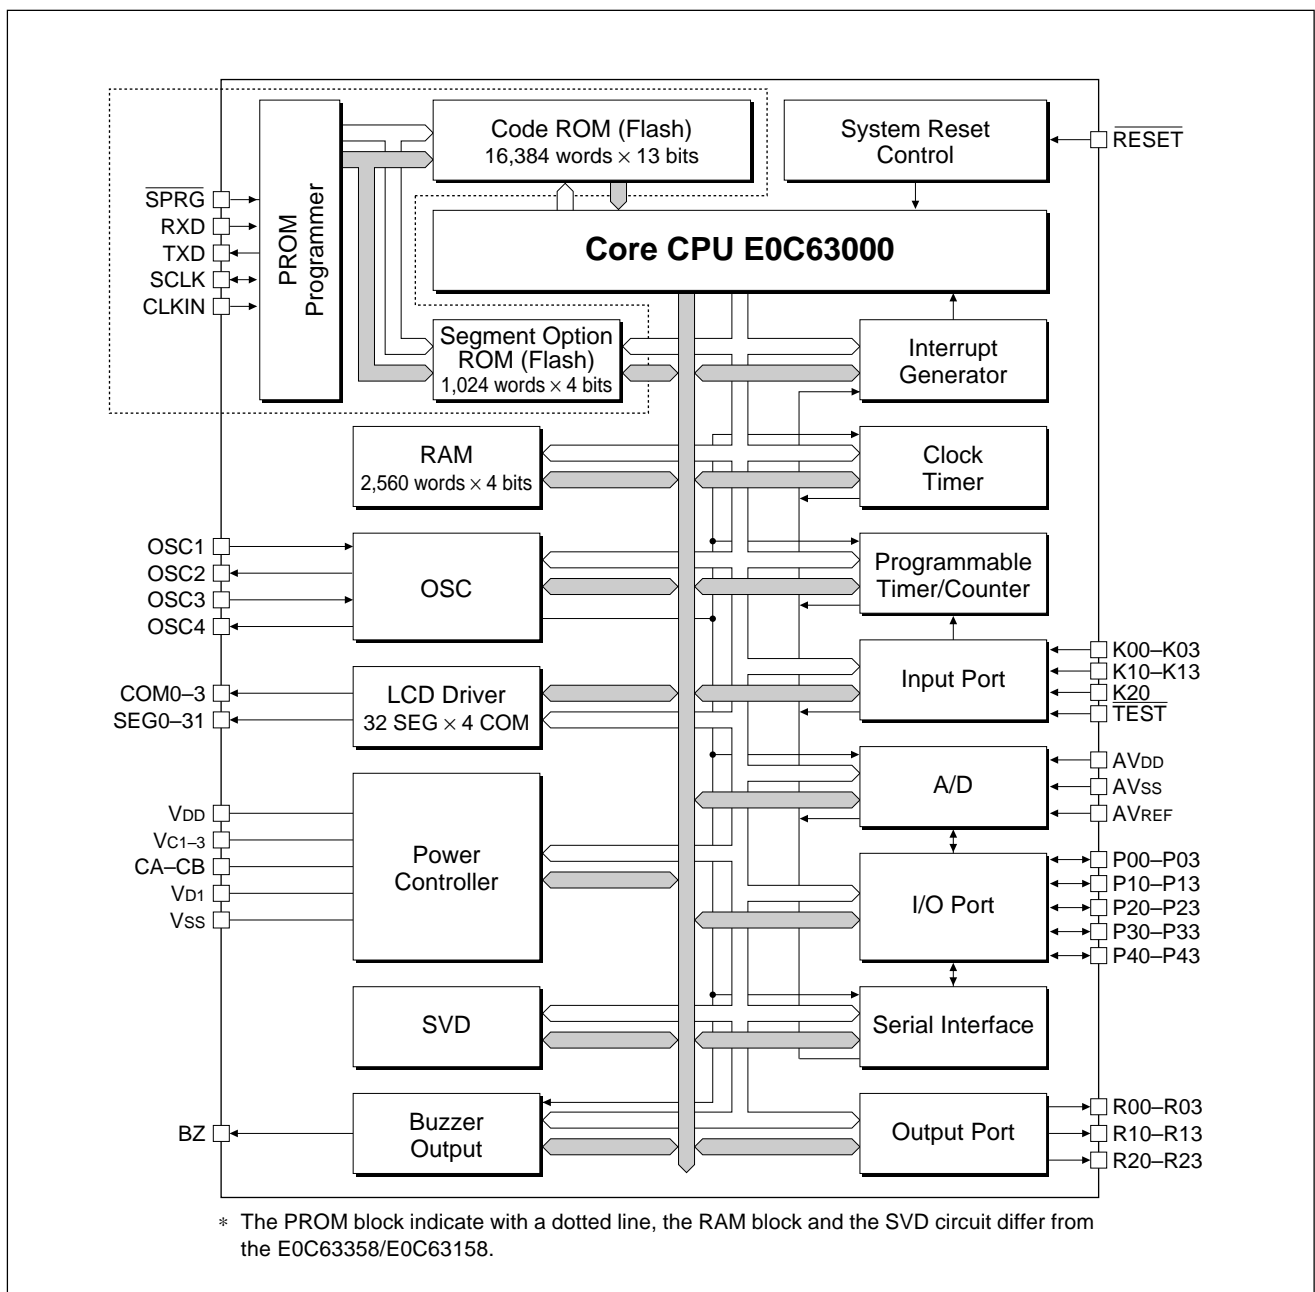 Code ROM (Flash)
16,384 words × 13 bits
System Reset
Control
RESET
PROM
Programmer
SPRG
RXD
TXD
SCLK
CLKIN
Core CPU E0C63000
Segment Option
ROM (Flash)
1,024 words × 4 bits
Interrupt
Generator
RAM
2,560 words × 4 bits
Clock
Timer
OSC1
OSC2
OSC3
OSC4
OSC
Programmable
Timer/Counter
Input Port
K00–K03
K10–K13
K20
TEST
COM0–3
SEG0–31
LCD Driver
32 SEG × 4 COM
A/D
AVDD
AVSS
AVREF
VDD
VC1–3
CA–CB
VD1
VSS
Power
Controller
I/O Port
P00–P03
P10–P13
P20–P23
P30–P33
P40–P43
SVD
Serial Interface
BZ
Buzzer
Output
Output Port
R00–R03
R10–R13
R20–R23
* The PROM block indicate with a dotted line, the RAM block and the SVD circuit differ from
the E0C63358/E0C63158.